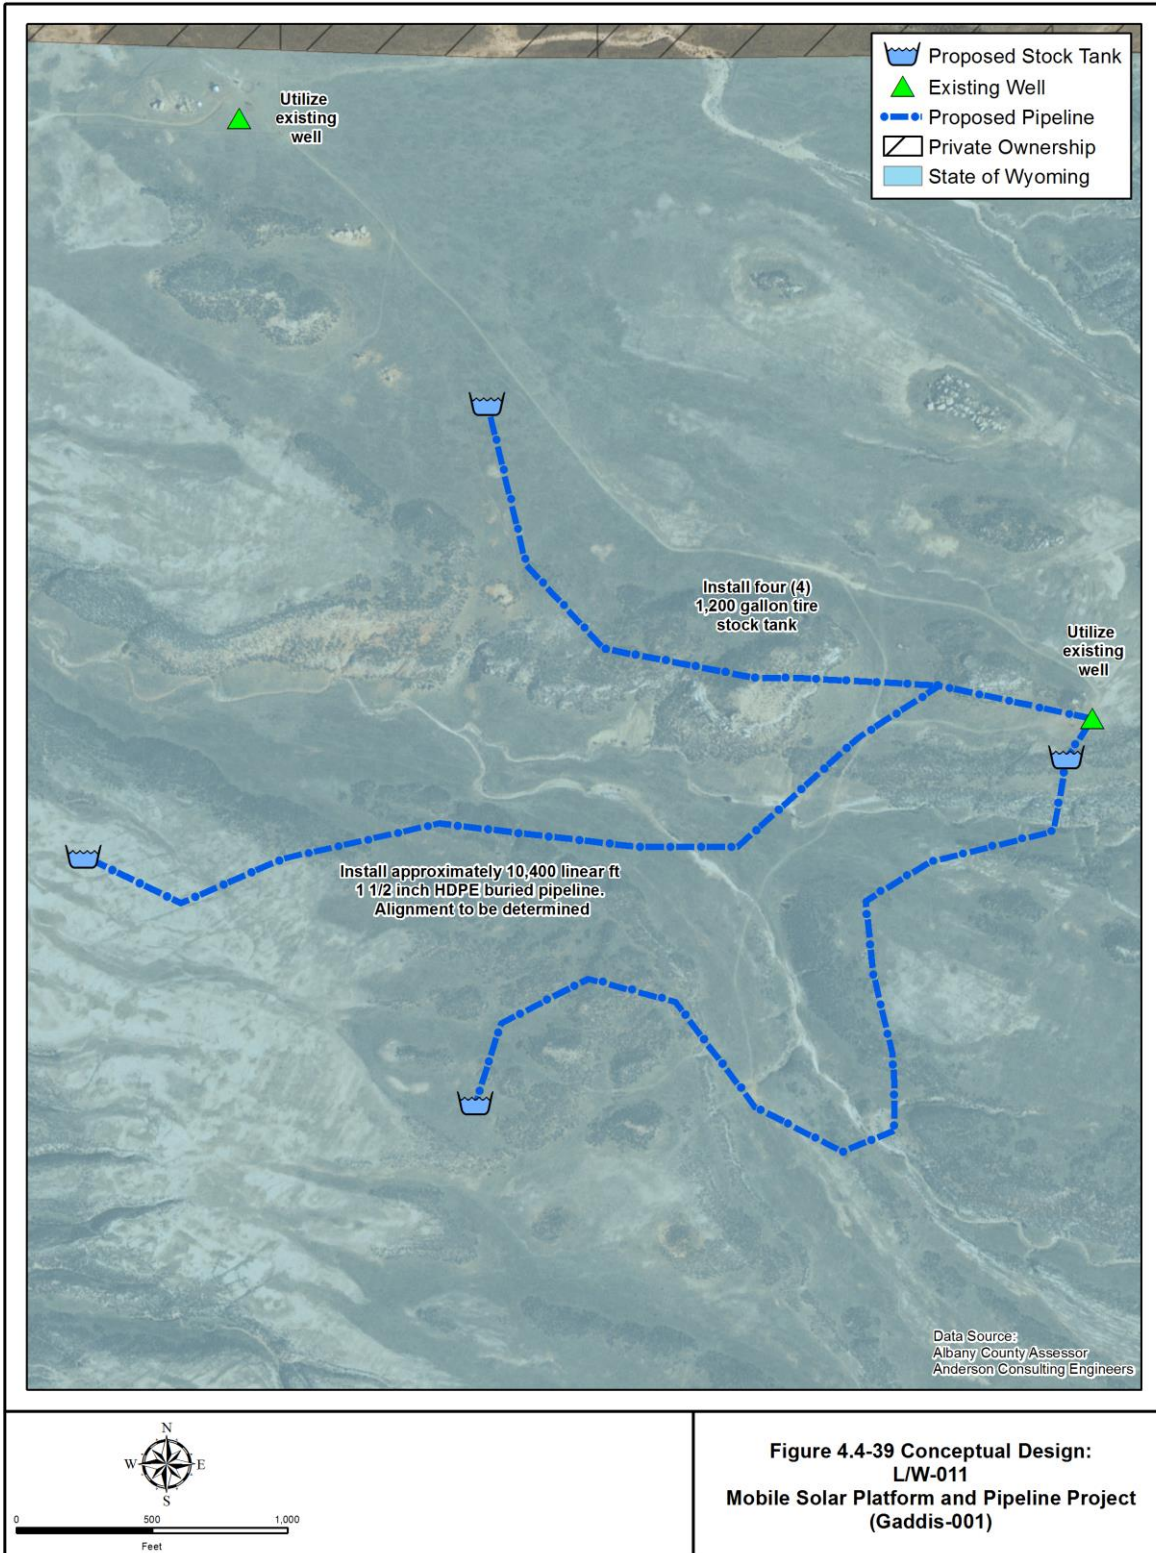 Proposed Stock Tank
Existing Well
Proposed Pipeline
Private Ownership
State of Wyoming
Utilize
existing
well
Install four (4)
1,200 gallon tire
stock tank
Utilize
existing
well
Install approximately 10,400 linear ft
1 1/2 inch HDPE buried pipeline.
Alignment to be determined
Data Source:
Albany County Assessor
Anderson Consulting Engineers
N
W E
S
0 500 1,000
Feet
Figure 4.4-39 Conceptual Design:
L/W-011
Mobile Solar Platform and Pipeline Project
(Gaddis-001)